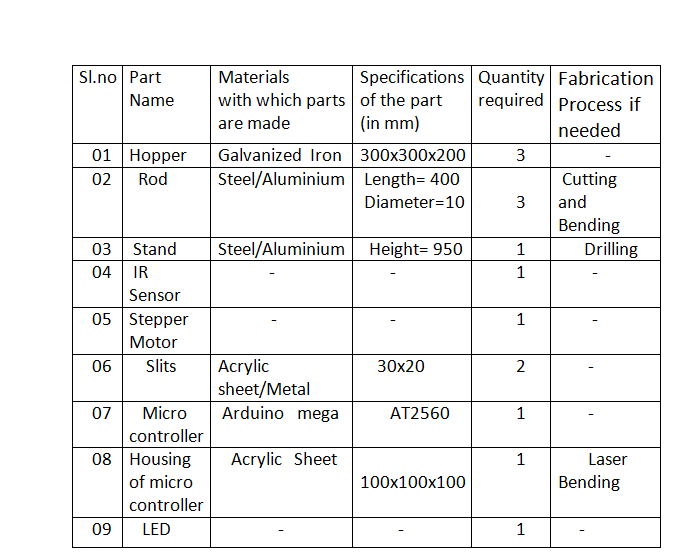 Sl.no Part Name Materials with which parts are made Specifications of the part (in mm) Quantity required Fabrication Process if needed
01 Hopper Galvanized Iron 300x300x200 3 -
02 Rod Steel/Aluminium Length= 400 Diameter=10 3 Cutting and Bending
03 Stand Steel/Aluminium Height= 950 1 Drilling
04 IR Sensor - - 1 -
05 Stepper Motor - - 1 -
06 Slits Acrylic sheet/Metal 30x20 2 -
07 Micro controller Arduino mega AT2560 1 -
08 Housing of micro controller Acrylic Sheet 100x100x100 1 Laser Bending
09 LED - - 1 -